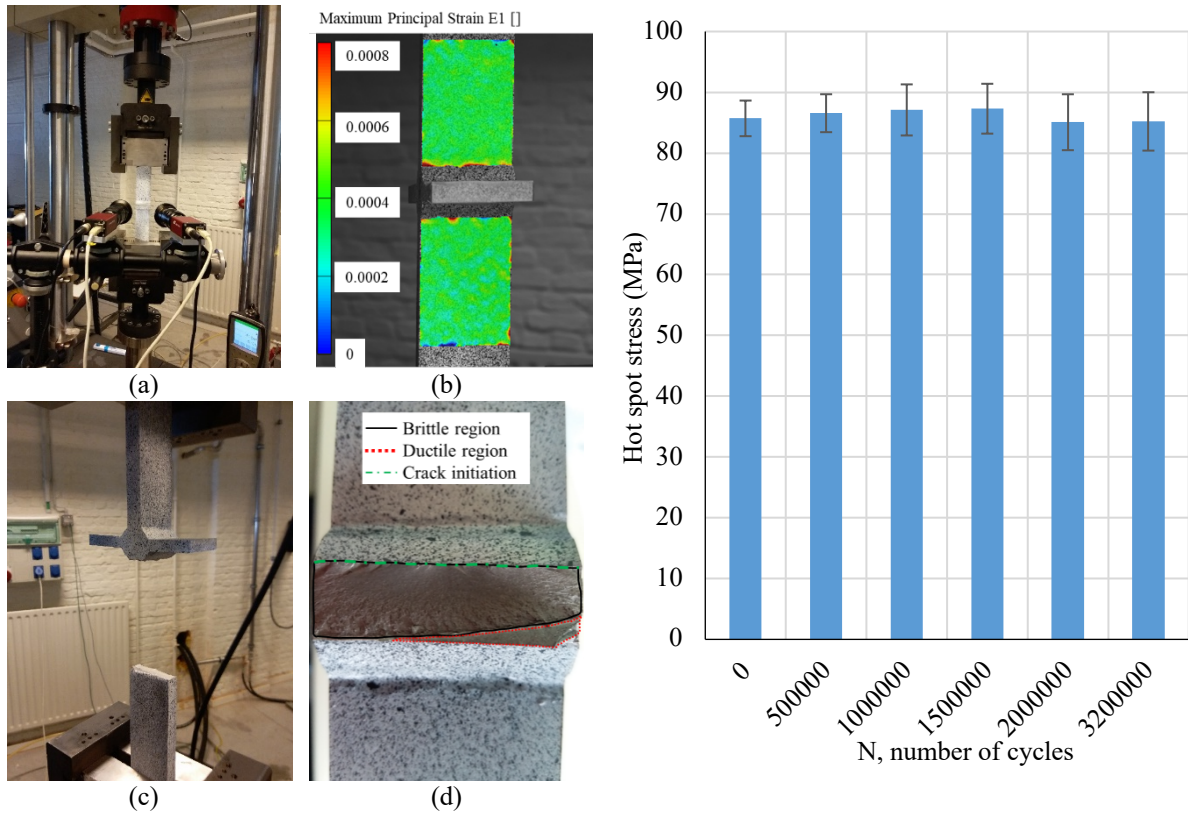 Maximum Principal Strain E1 []
0.0008
0.0006
0.0004
0.0002
0
(a)
(b)
Brittle region
Ductile region
Crack initiation
(c)
(d)
100
90
80
70
60
50
40
30
20
10
0
Hot spot stress (MPa)
0
500000
1000000
1500000
2000000
3200000
N, number of cycles